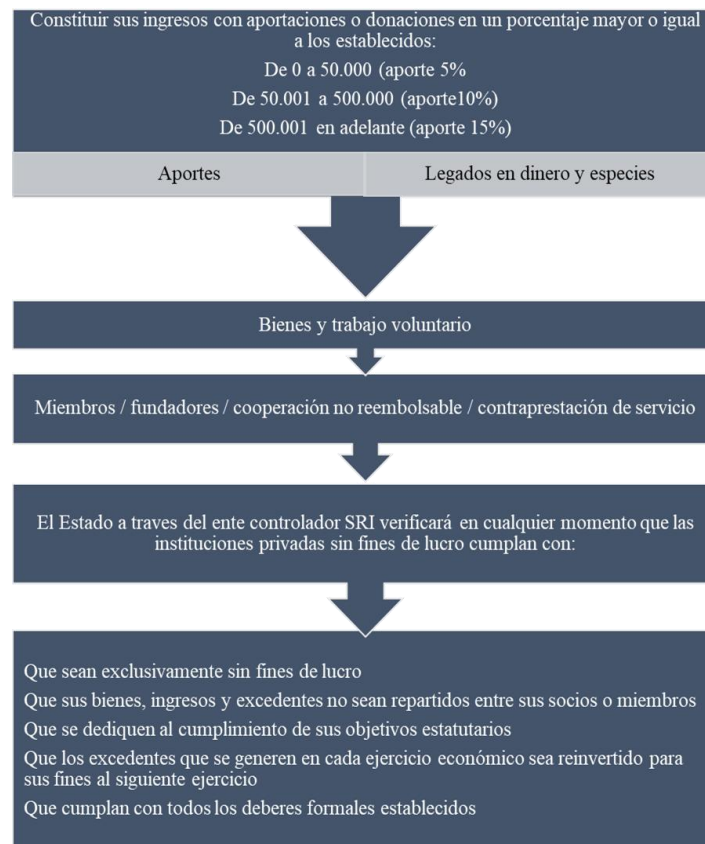 Constituir sus ingresos con aportaciones o donaciones en un porcentaje mayor o igual
a los establecidos:
De 0 a 50.000 (aporte 5%
De 50.001 a 500.000 (aporte10%)
De 500.001 en adelante (aporte 15%)
Aportes
Legados en dinero y especies
Bienes y trabajo voluntario
Miembros / fundadores / cooperación no reembolsable / contraprestación de servicio
El Estado a traves del ente controlador SRI verificará en cualquier momento que las
instituciones privadas sin fines de lucro cumplan con:
Que sean exclusivamente sin fines de lucro
Que sus bienes, ingresos y excedentes no sean repartidos entre sus socios o miembros
Que se dediquen al cumplimiento de sus objetivos estatutarios
Que los excedentes que se generen en cada ejercicio económico sea reinvertido para
sus fines al siguiente ejercicio
Que cumplan con todos los deberes formales establecidos